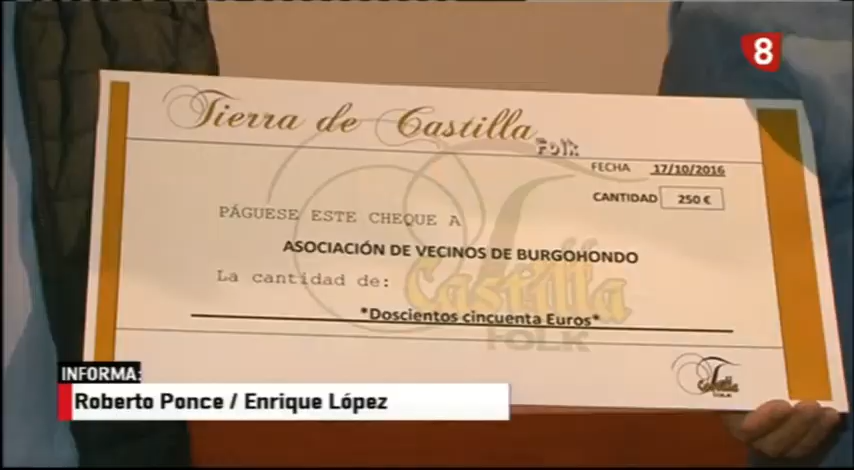 8
Tierra de Castilla
Folk
FECHA 17/10/2016
CANTIDAD 250 €
PÁGUESE ESTE CHEQUE A
ASOCIACIÓN DE VECINOS DE BURGOHONDO
La cantidad de:
Castilla
*Doscientos cincuenta Euros*
FOLK
Castilla
FOLK
INFORMA:
Roberto Ponce / Enrique López